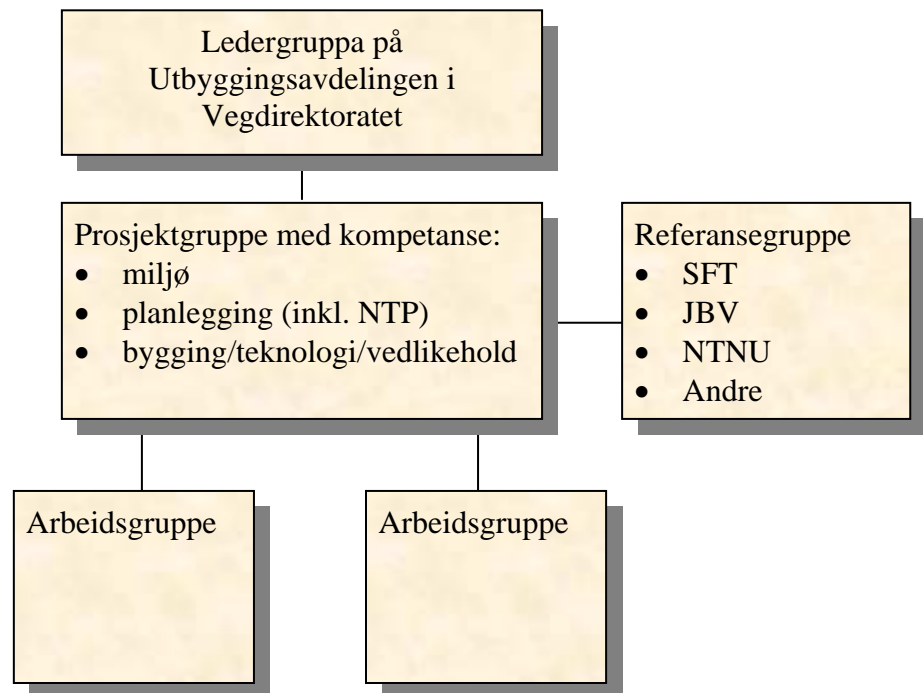 Ledergruppa på
Utbyggingsavdelingen i
Vegdirektoratet
Prosjektgruppe med kompetanse:
• miljø
• planlegging (inkl. NTP)
• bygging/teknologi/vedlikehold
Referansegruppe
• SFT
• JBV
• NTNU
• Andre
Arbeidsgruppe
Arbeidsgruppe